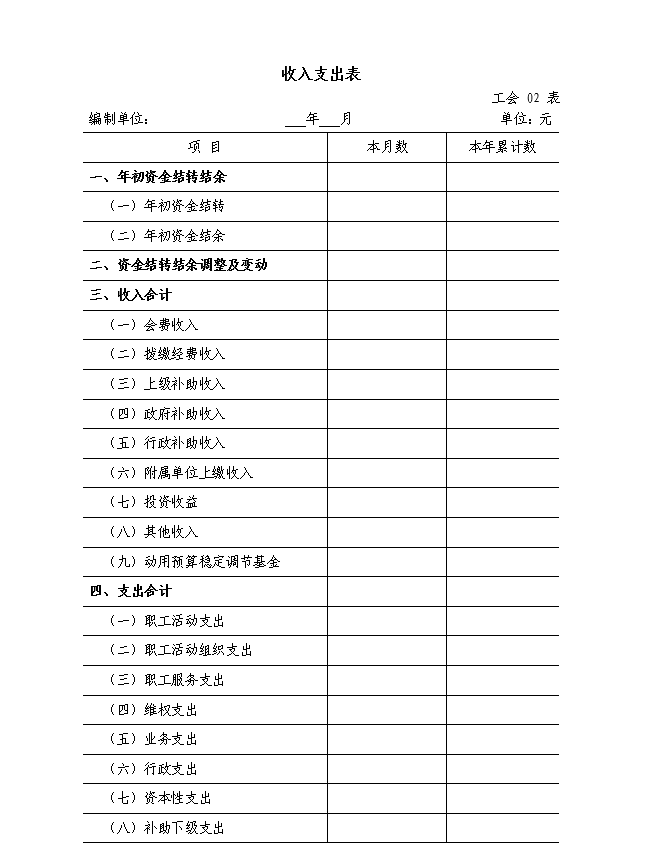 收入支出表
工会 02 表
编制单位： ___年___月 单位：元
项 目 本月数 本年累计数
一、年初资金结转结余
（一）年初资金结转
（二）年初资金结余
二、资金结转结余调整及变动
三、收入合计
（一）会费收入
（二）拨缴经费收入
（三）上级补助收入
（四）政府补助收入
（五）行政补助收入
（六）附属单位上缴收入
（七）投资收益
（八）其他收入
（九）动用预算稳定调节基金
四、支出合计
（一）职工活动支出
（二）职工活动组织支出
（三）职工服务支出
（四）维权支出
（五）业务支出
（六）行政支出
（七）资本性支出
（八）补助下级支出